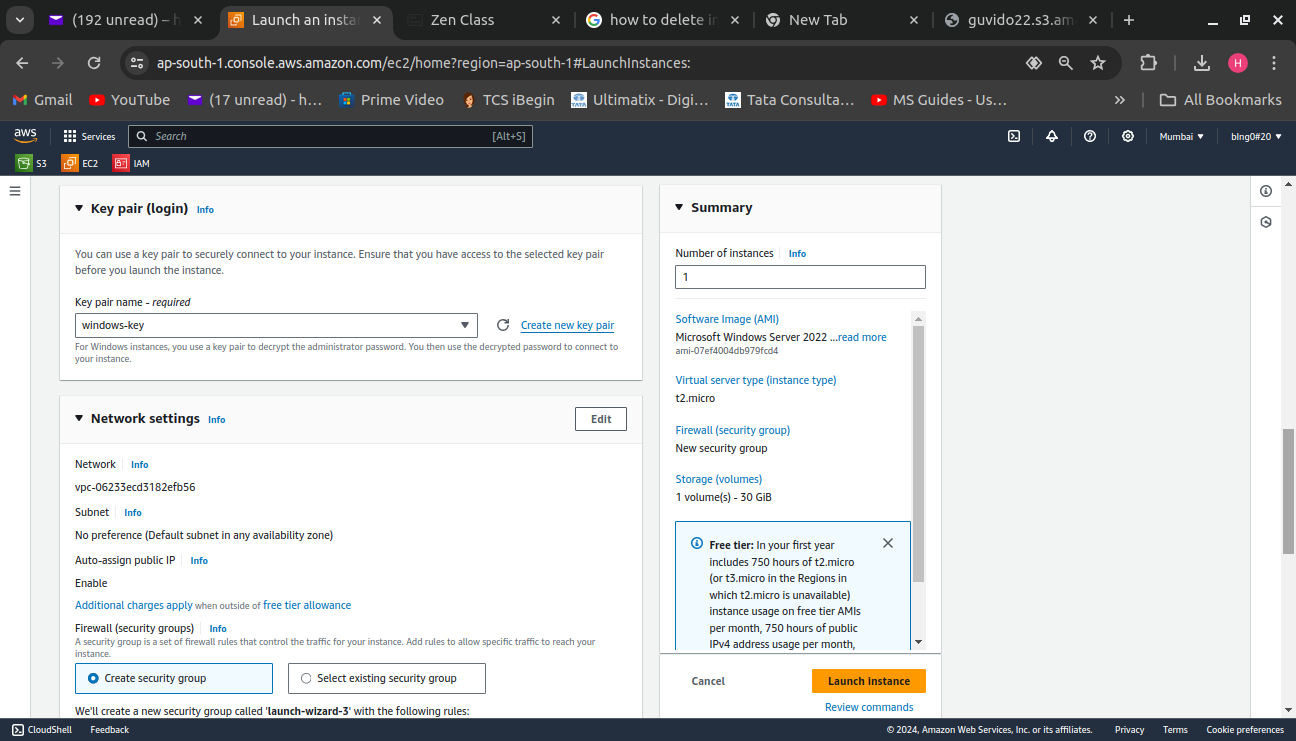 (192 unread) – h
Launch an insta
Zen Class
how to delete in
New Tab
guvido22.s3.am
ap-south-1.console.aws.amazon.com/ec2/home?region=ap-south-1#LaunchInstances:
H
Gmail
YouTube
(17 unread) - h…
Prime Video
TCS iBegin
Ultimatix - Digi…
Tata Consulta…
MS Guides - Us…
All Bookmarks
aws
Services
Search
[Alt+S]
Mumbai
blng0#20
S3
EC2
IAM
Key pair (login) Info
You can use a key pair to securely connect to your instance. Ensure that you have access to the selected key pair
before you launch the instance.
Key pair name - required
windows-key
Create new key pair
For Windows instances, you use a key pair to decrypt the administrator password. You then use the decrypted password to connect to
your instance.
Network settings Info
Edit
Network Info
vpc-06233ecd3182efb56
Subnet Info
No preference (Default subnet in any availability zone)
Auto-assign public IP Info
Enable
Additional charges apply when outside of free tier allowance
Firewall (security groups) Info
A security group is a set of firewall rules that control the traffic for your instance. Add rules to allow specific traffic to reach your
instance.
Create security group
Select existing security group
We'll create a new security group called 'launch-wizard-3' with the following rules:
Summary
Number of instances Info
1
Software Image (AMI)
Microsoft Windows Server 2022 ...read more
ami-07ef4004db979fcd4
Virtual server type (instance type)
t2.micro
Firewall (security group)
New security group
Storage (volumes)
1 volume(s) - 30 GiB
Free tier: In your first year
includes 750 hours of t2.micro
(or t3.micro in the Regions in
which t2.micro is unavailable)
instance usage on free tier AMIs
per month, 750 hours of public
IPv4 address usage per month,
Cancel
Launch instance
Review commands
CloudShell
Feedback
© 2024, Amazon Web Services, Inc. or its affiliates.
Privacy
Terms
Cookie preferences